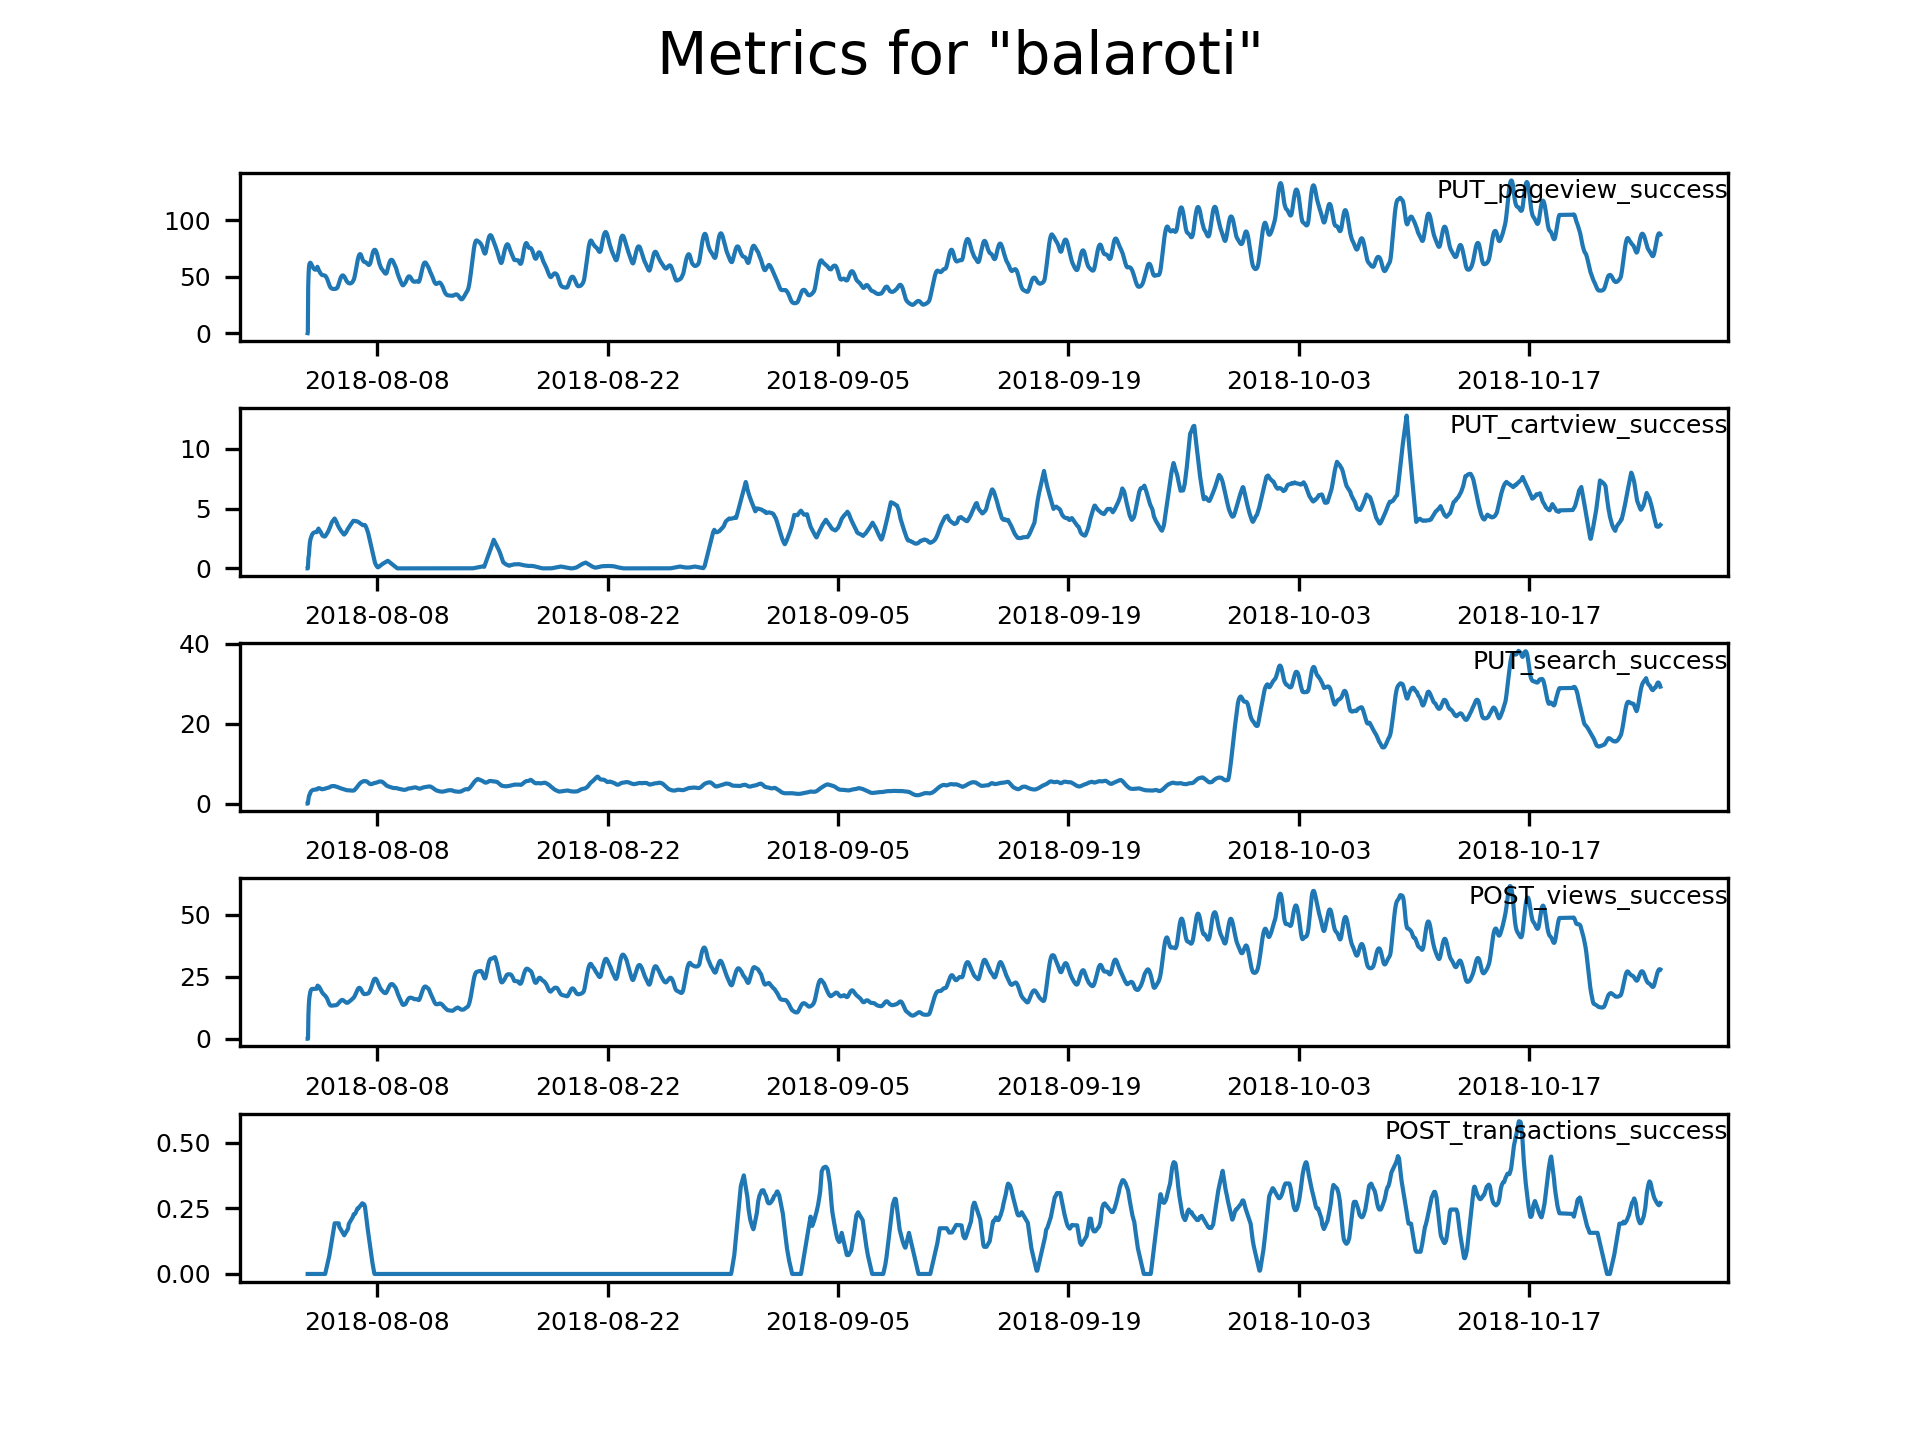 Metrics for "balaroti"
PUT_pageview_success
100
50
0
2018-08-08 2018-08-22 2018-09-05 2018-09-19 2018-10-03 2018-10-17
PUT_cartview_success
10
5
0
2018-08-08 2018-08-22 2018-09-05 2018-09-19 2018-10-03 2018-10-17
40
PUT_search_success
20
0
2018-08-08 2018-08-22 2018-09-05 2018-09-19 2018-10-03 2018-10-17
POST_views_success
50
25
0
2018-08-08 2018-08-22 2018-09-05 2018-09-19 2018-10-03 2018-10-17
POST_transactions_success
0.50
0.25
0.00
2018-08-08 2018-08-22 2018-09-05 2018-09-19 2018-10-03 2018-10-17